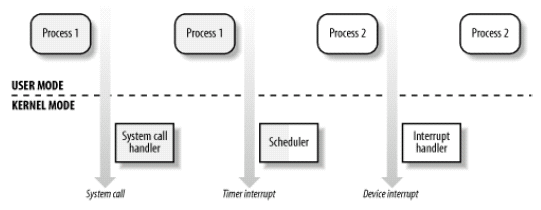 Process 1
Process 1
Process 2
Process 2
USER MODE
KERNEL MODE
System call
handler
Scheduler
Interrupt
handler
System call
Timer interrupt
Device interrupt